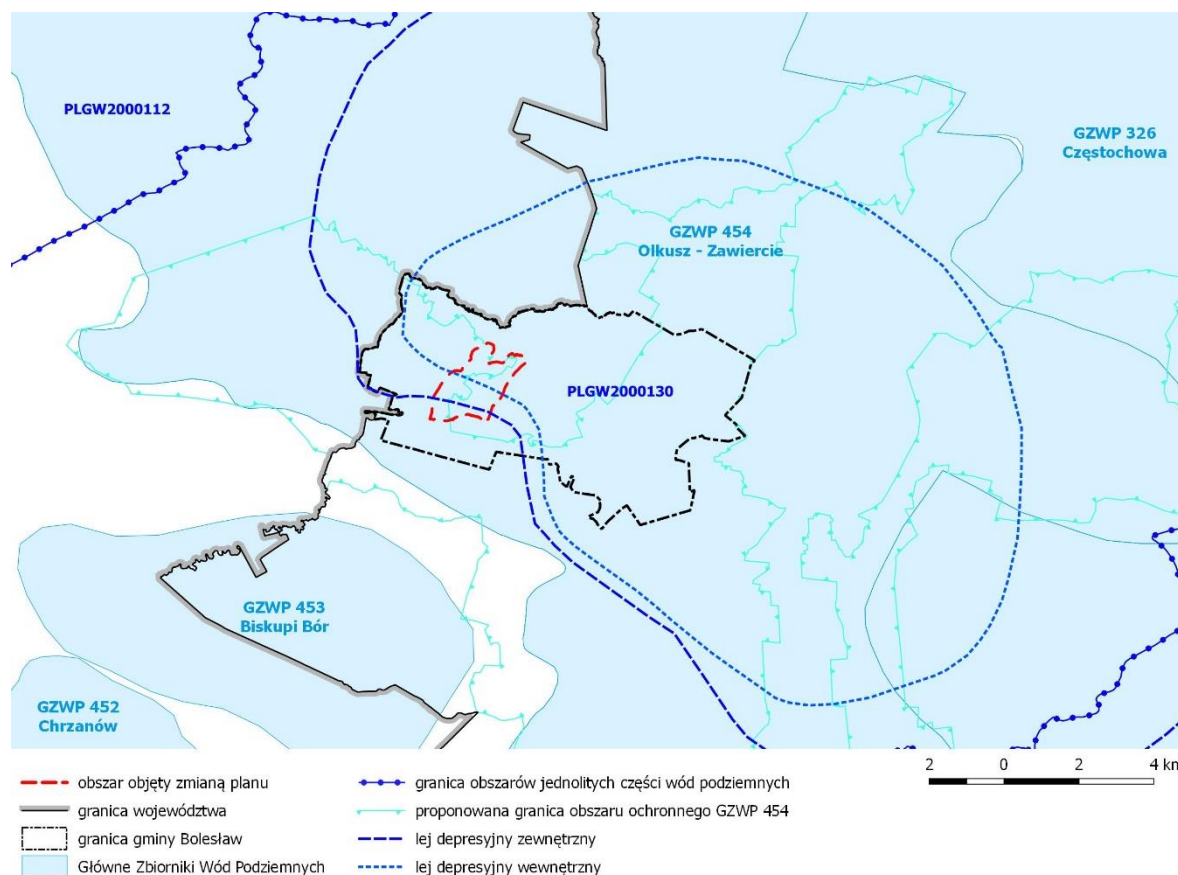 PLGW2000112
GZWP 326
Częstochowa
GZWP 454
Olkusz - Zawiercie
PLGW2000130
GZWP 453
Biskupi Bór
GZWP 452
Chrzanów
2 0 2 4 km
obszar objęty zmianą planu
granica województwa
granica gminy Bolesław
Główne Zbiorniki Wód Podziemnych
granica obszarów jednolitych części wód podziemnych
proponowana granica obszaru ochronnego GZWP 454
lej depresyjny zewnętrzny
lej depresyjny wewnętrzny